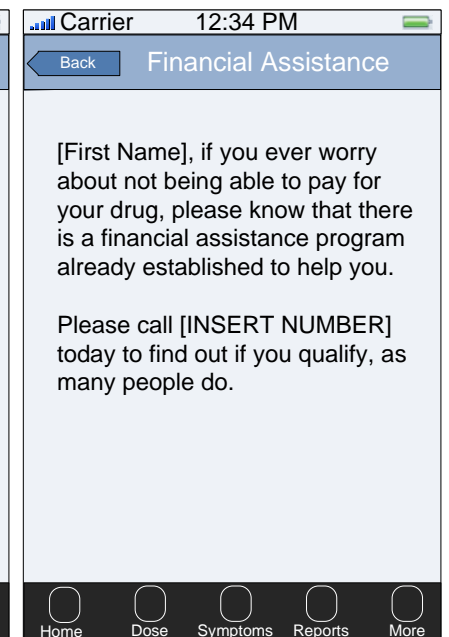 Carrier 12:34 PM
Back Financial Assistance
[First Name], if you ever worry
about not being able to pay for
your drug, please know that there
is a financial assistance program
already established to help you.
Please call [INSERT NUMBER]
today to find out if you qualify, as
many people do.
Home Dose Symptoms Reports More